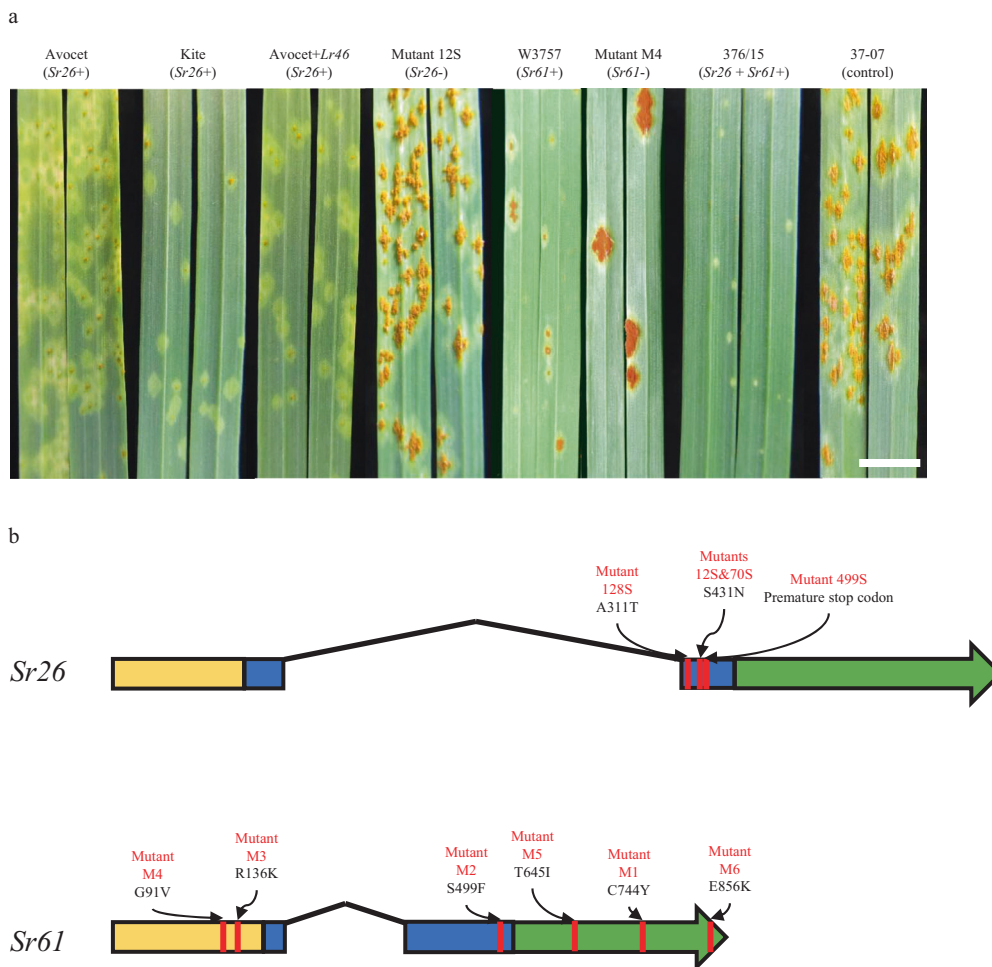 a
Avocet
(Sr26+)
Kite
(Sr26+)
Avocet+Lr46
(Sr26+)
Mutant 12S
(Sr26-)
W3757
(Sr61+)
Mutant M4
(Sr61-)
376/15
(Sr26 + Sr61+)
37-07
(control)
b
Mutant
128S
A311T
Mutants
12S&70S
S431N
Mutant 499S
Premature stop codon
Sr26
Mutant
M4
G91V
Mutant
M3
R136K
Mutant
M2
S499F
Mutant
M5
T645I
Mutant
M1
C744Y
Mutant
M6
E856K
Sr61